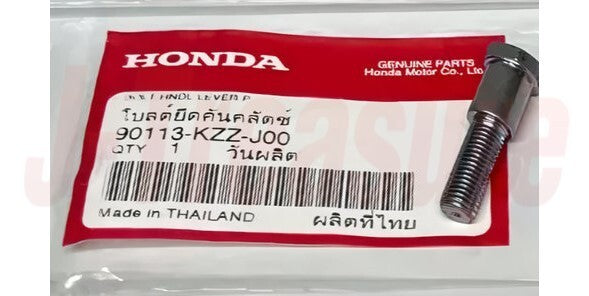 HONDA
GENUINE PARTS
Honda Motor Co., Ltd
HNDL LEVER P
โบลต์ยึดคันคลัตช์
90113-KZZ-J00
QTY 1 วันผลิต
Made in THAILAND ผลิตที่ไทย